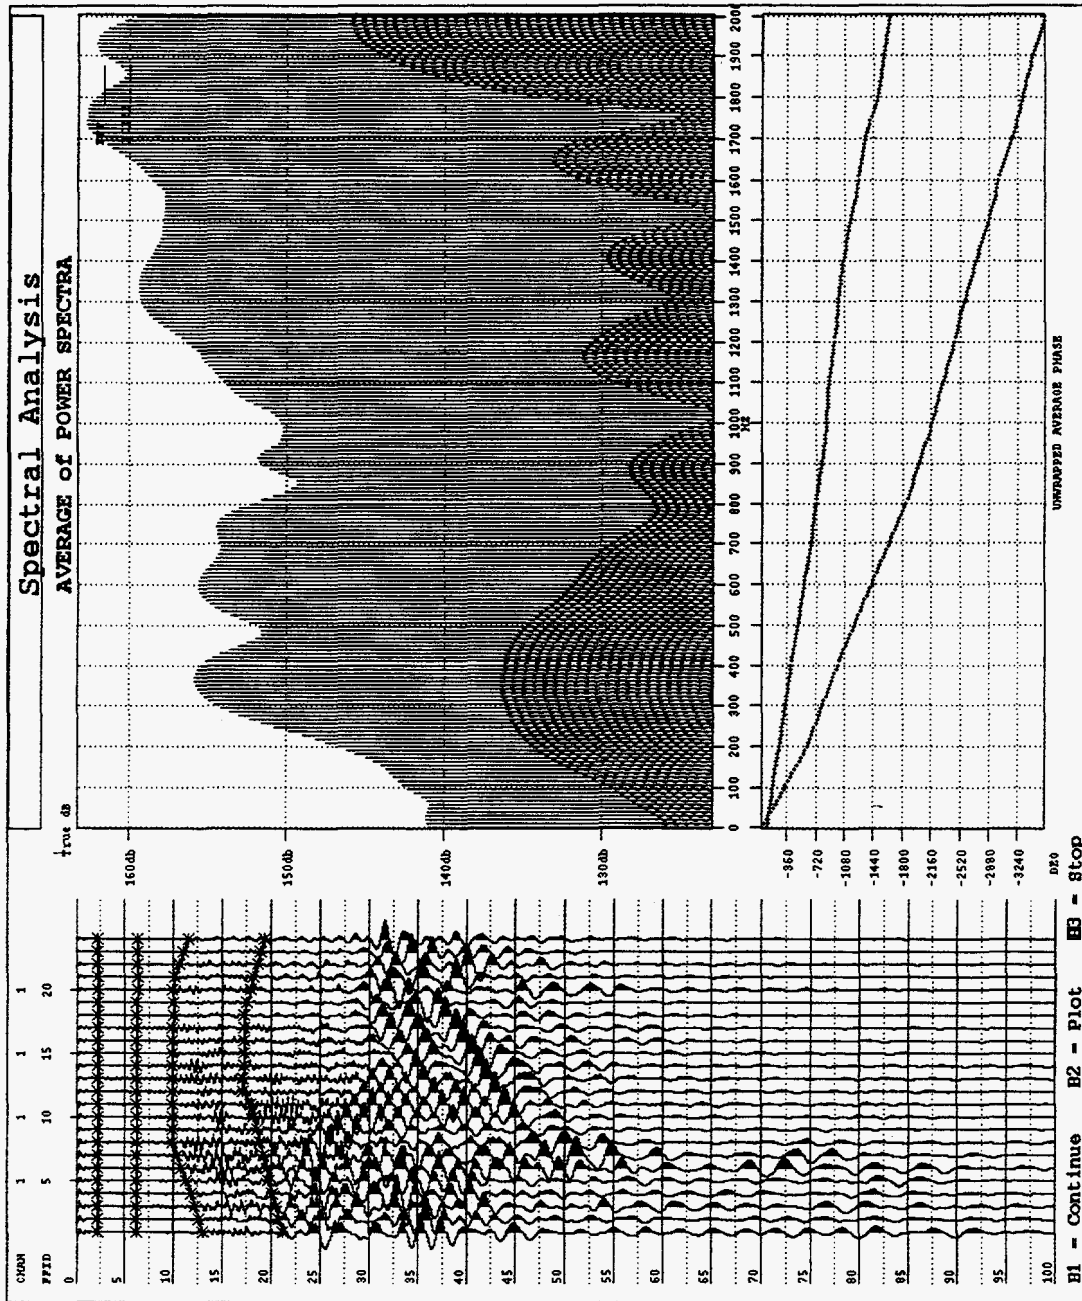 Spectral Analysis
AVERAGE of POWER SPECTRA
True dB
160db
150db
140db
130db
0 100 200 300 400 500 600 700 800 900 1000 1100 1200 1300 1400 1500 1600 1700 1800 1900 2000
HZ
-360
-720
-1080
-1440
-1800
-2160
-2520
-2880
-3240
DEG
UNWRAPPED AVERAGE PHASE
CHAN 1 1 1 1
FFID 5 10 15 20
0
5
10
15
20
25
30
35
40
45
50
55
60
65
70
75
80
85
90
95
100
B1 = Continue B2 = Plot B3 = Stop